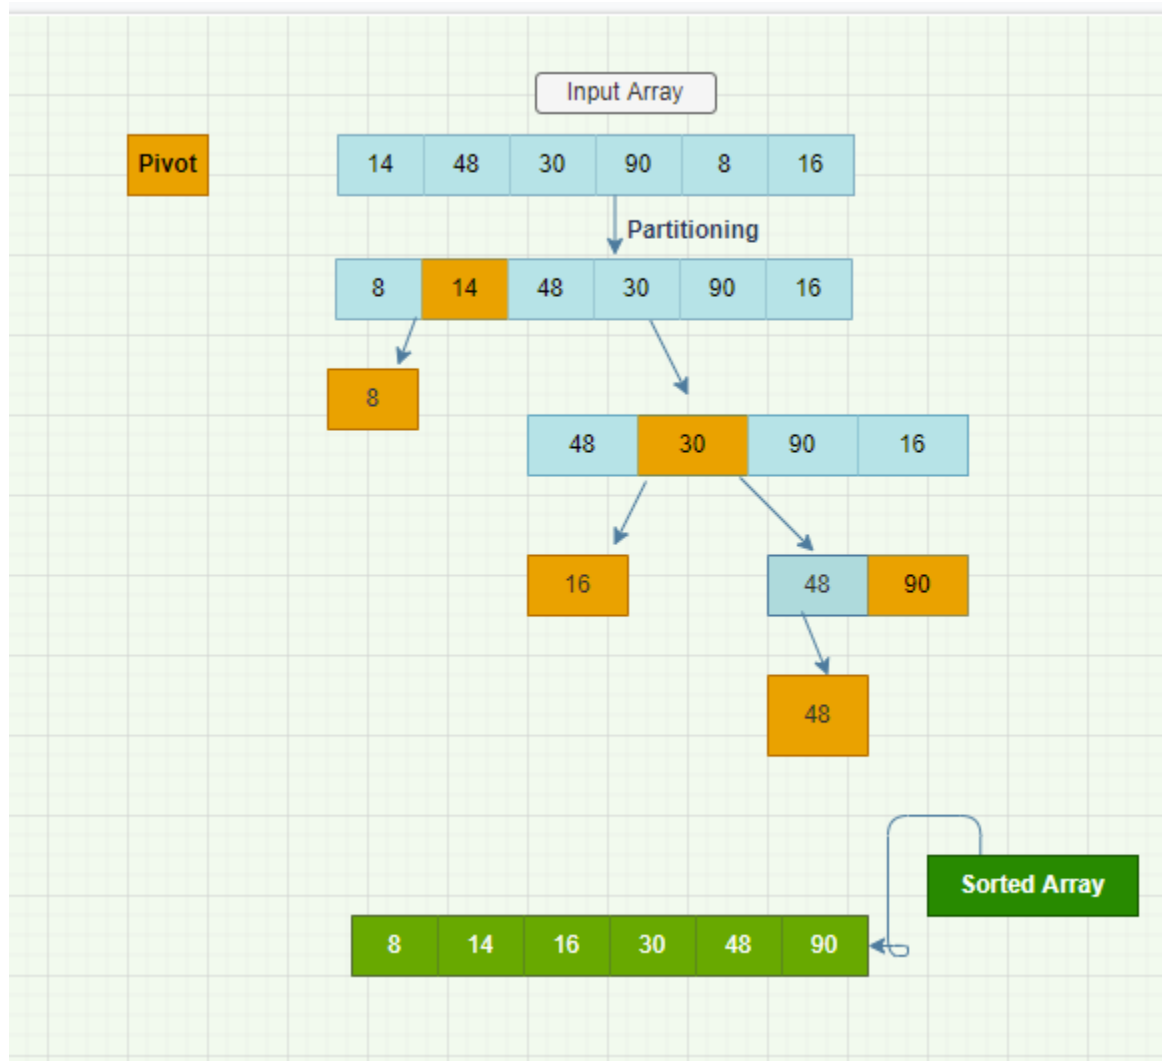 Input Array
Pivot 14 48 30 90 8 16
Partitioning
8 14 48 30 90 16
8
48 30 90 16
16 48 90
48
Sorted Array
8 14 16 30 48 90